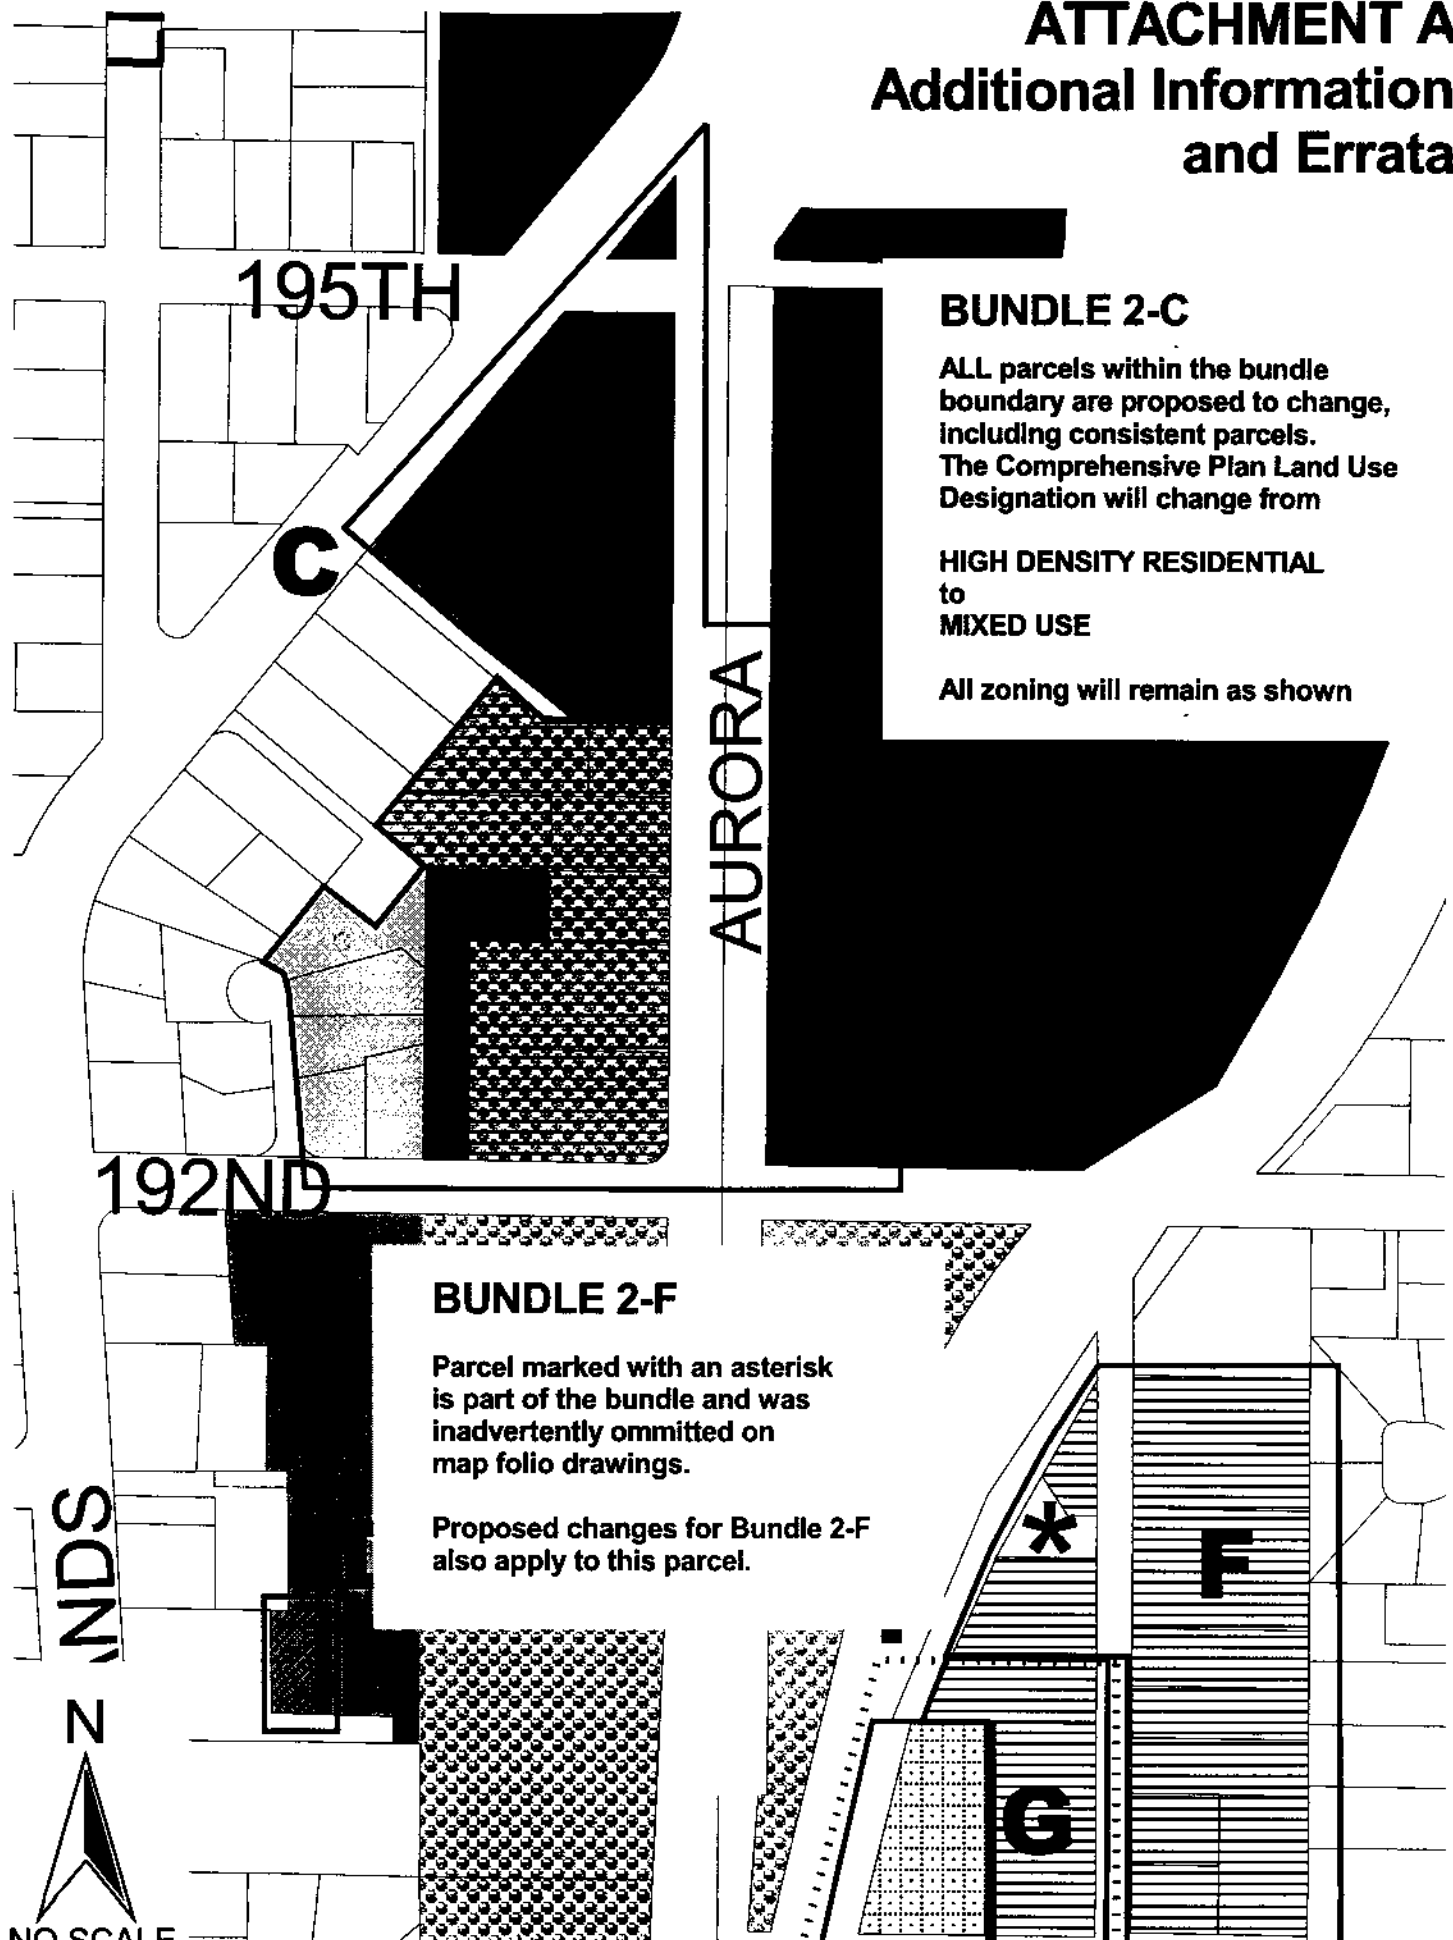 ATTACHMENT A
Additional Information
and Errata
195TH
BUNDLE 2-C
ALL parcels within the bundle
boundary are proposed to change,
including consistent parcels.
The Comprehensive Plan Land Use
Designation will change from
HIGH DENSITY RESIDENTIAL
to
MIXED USE
All zoning will remain as shown
C
AURORA
192ND
BUNDLE 2-F
Parcel marked with an asterisk
is part of the bundle and was
inadvertently ommitted on
map folio drawings.
Proposed changes for Bundle 2-F
also apply to this parcel.
*
F
NDS
N
G
NO SCALE